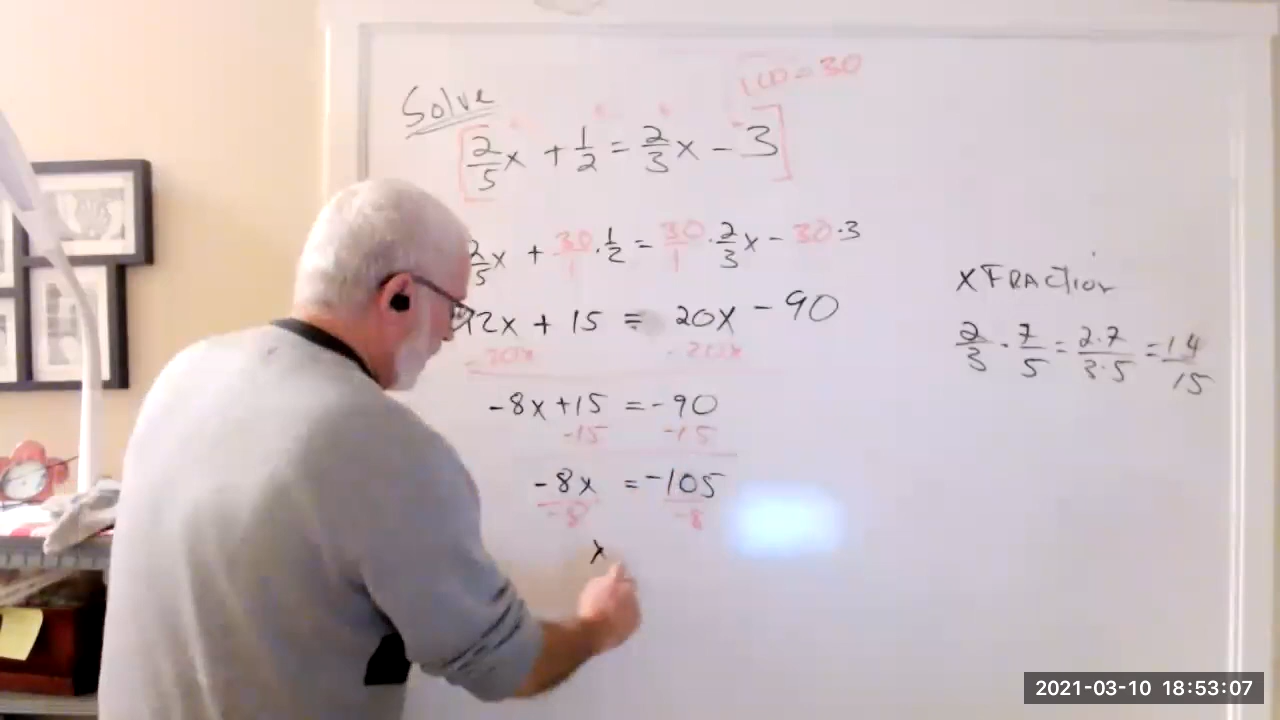 Solve
LCD = 30
[2/5 x + 1/2 = 2/3 x - 3]
2/5 x + 30/1 · 1/2 = 30/1 · 2/3 x - 30 · 3
12x + 15 = 20x - 90
-20x -20x
-8x + 15 = -90
-15 -15
-8x = -105
-8 -8
x
x FRACTION
2/3 · 7/5 = 2·7/3·5 = 14/15
2021-03-10 18:53:07